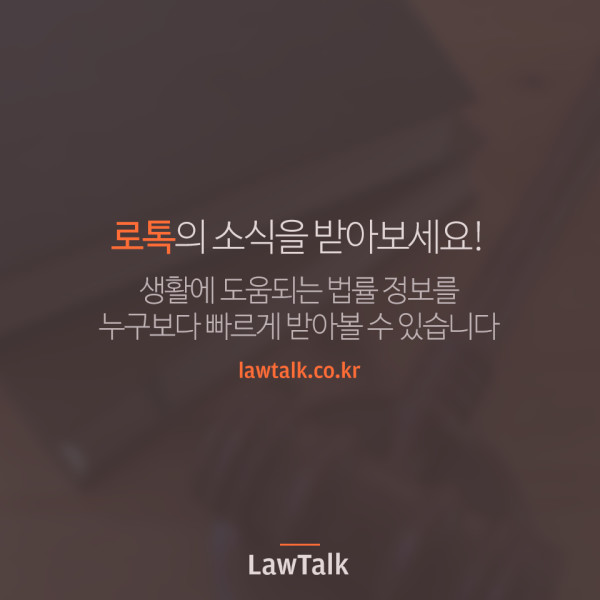 로톡의 소식을 받아보세요!
생활에 도움되는 법률 정보를
누구보다 빠르게 받아볼 수 있습니다
lawtalk.co.kr
LawTalk